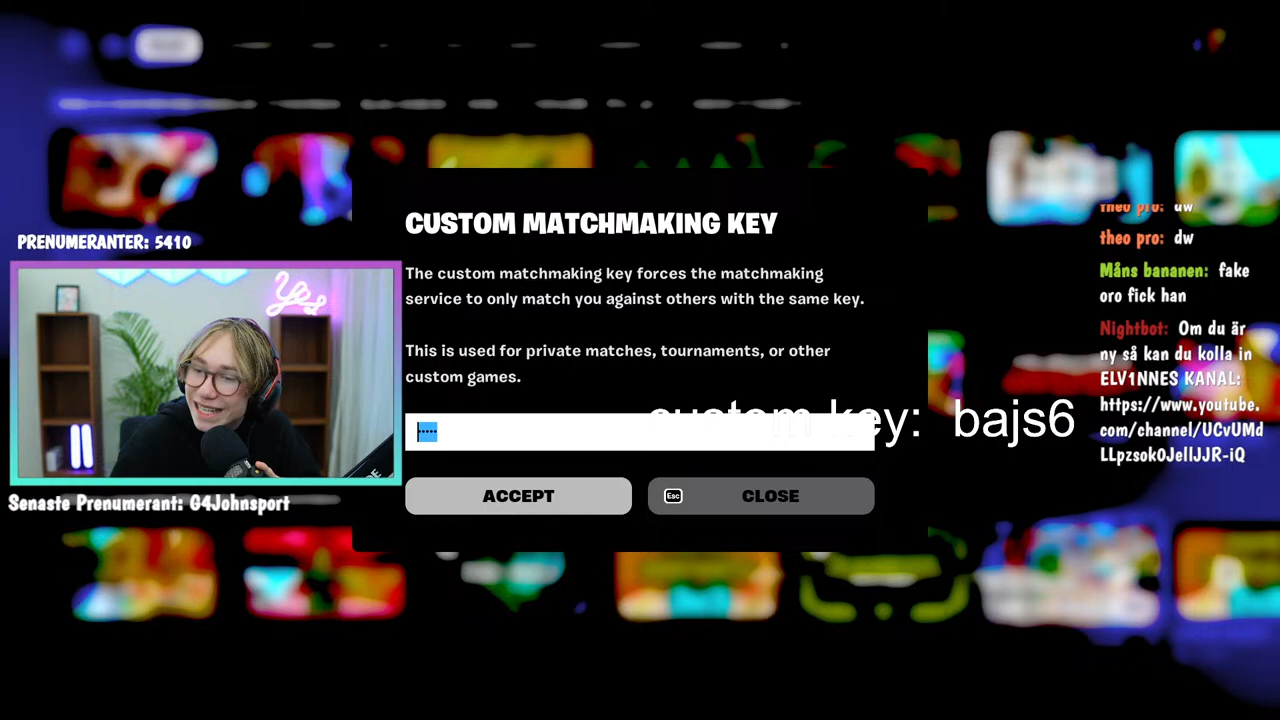 CUSTOM MATCHMAKING KEY
The custom matchmaking key forces the matchmaking
service to only match you against others with the same key.
This is used for private matches, tournaments, or other
custom games.
custom key: bajs6
ACCEPT
Esc
CLOSE
PRENUMERANTER: 5410
yes
Senaste Prenumerant: G4Johnsport
theo pro: dw
theo pro: dw
Måns bananen: fake
oro fick han
Nightbot: Om du är
ny så kan du kolla in
ELV1NNES KANAL:
https://www.youtube.
com/channel/UCvUMd
LLpzsokOJellJJR-iQ